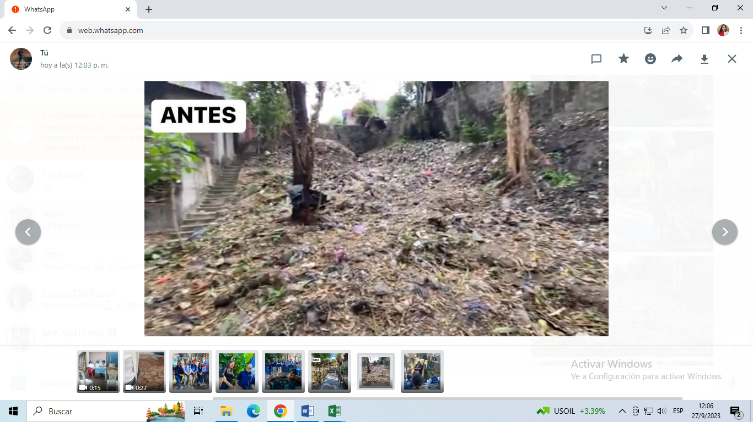 WhatsApp
web.whatsapp.com
Tú
hoy a la(s) 12:03 p. m.
ANTES
0:15
0:27
Activar Windows
Ve a Configuración para activar Windows.
Buscar
USOIL +3.39%
ESP
12:06
27/9/2023
2